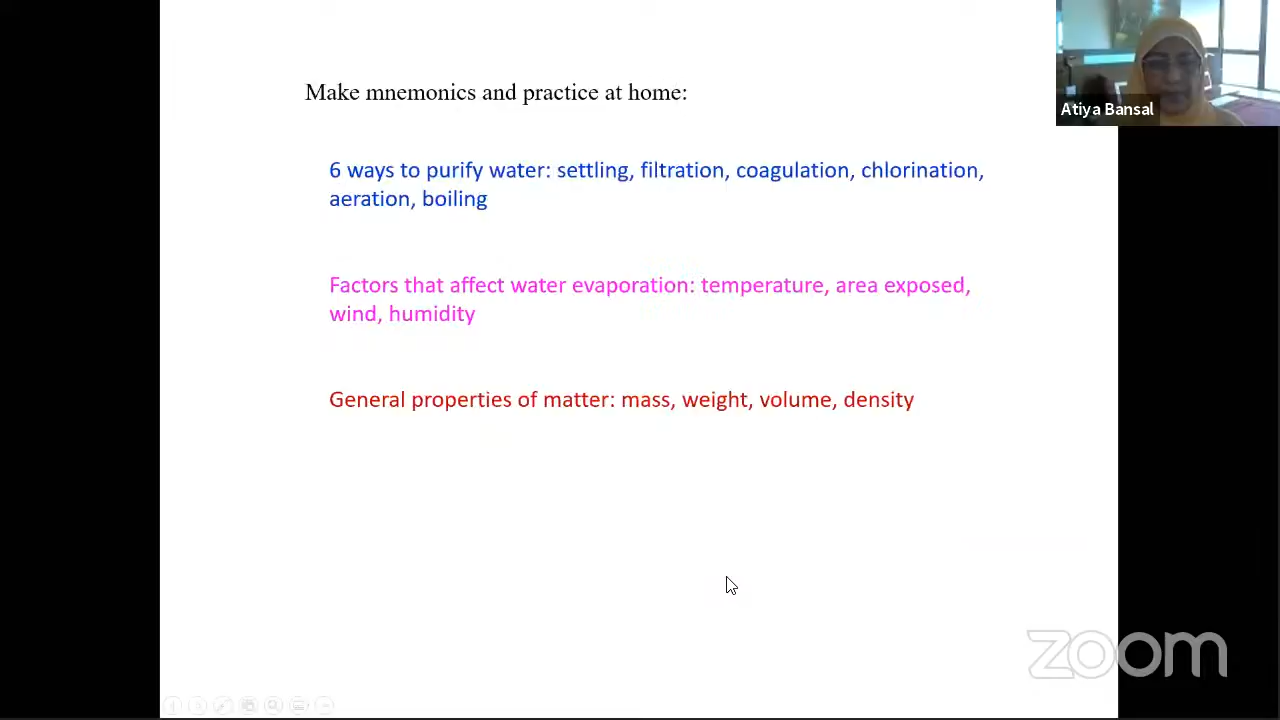 Make mnemonics and practice at home:
6 ways to purify water: settling, filtration, coagulation, chlorination,
aeration, boiling
Factors that affect water evaporation: temperature, area exposed,
wind, humidity
General properties of matter: mass, weight, volume, density
Atiya Bansal
zoom